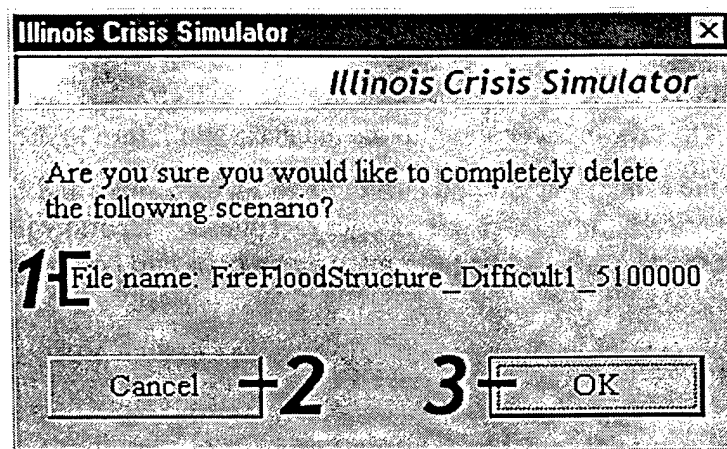 Illinois Crisis Simulator
Illinois Crisis Simulator
Are you sure you would like to completely delete
the following scenario?
1 File name: FireFloodStructure_Difficult1_5100000
Cancel 2 3 OK